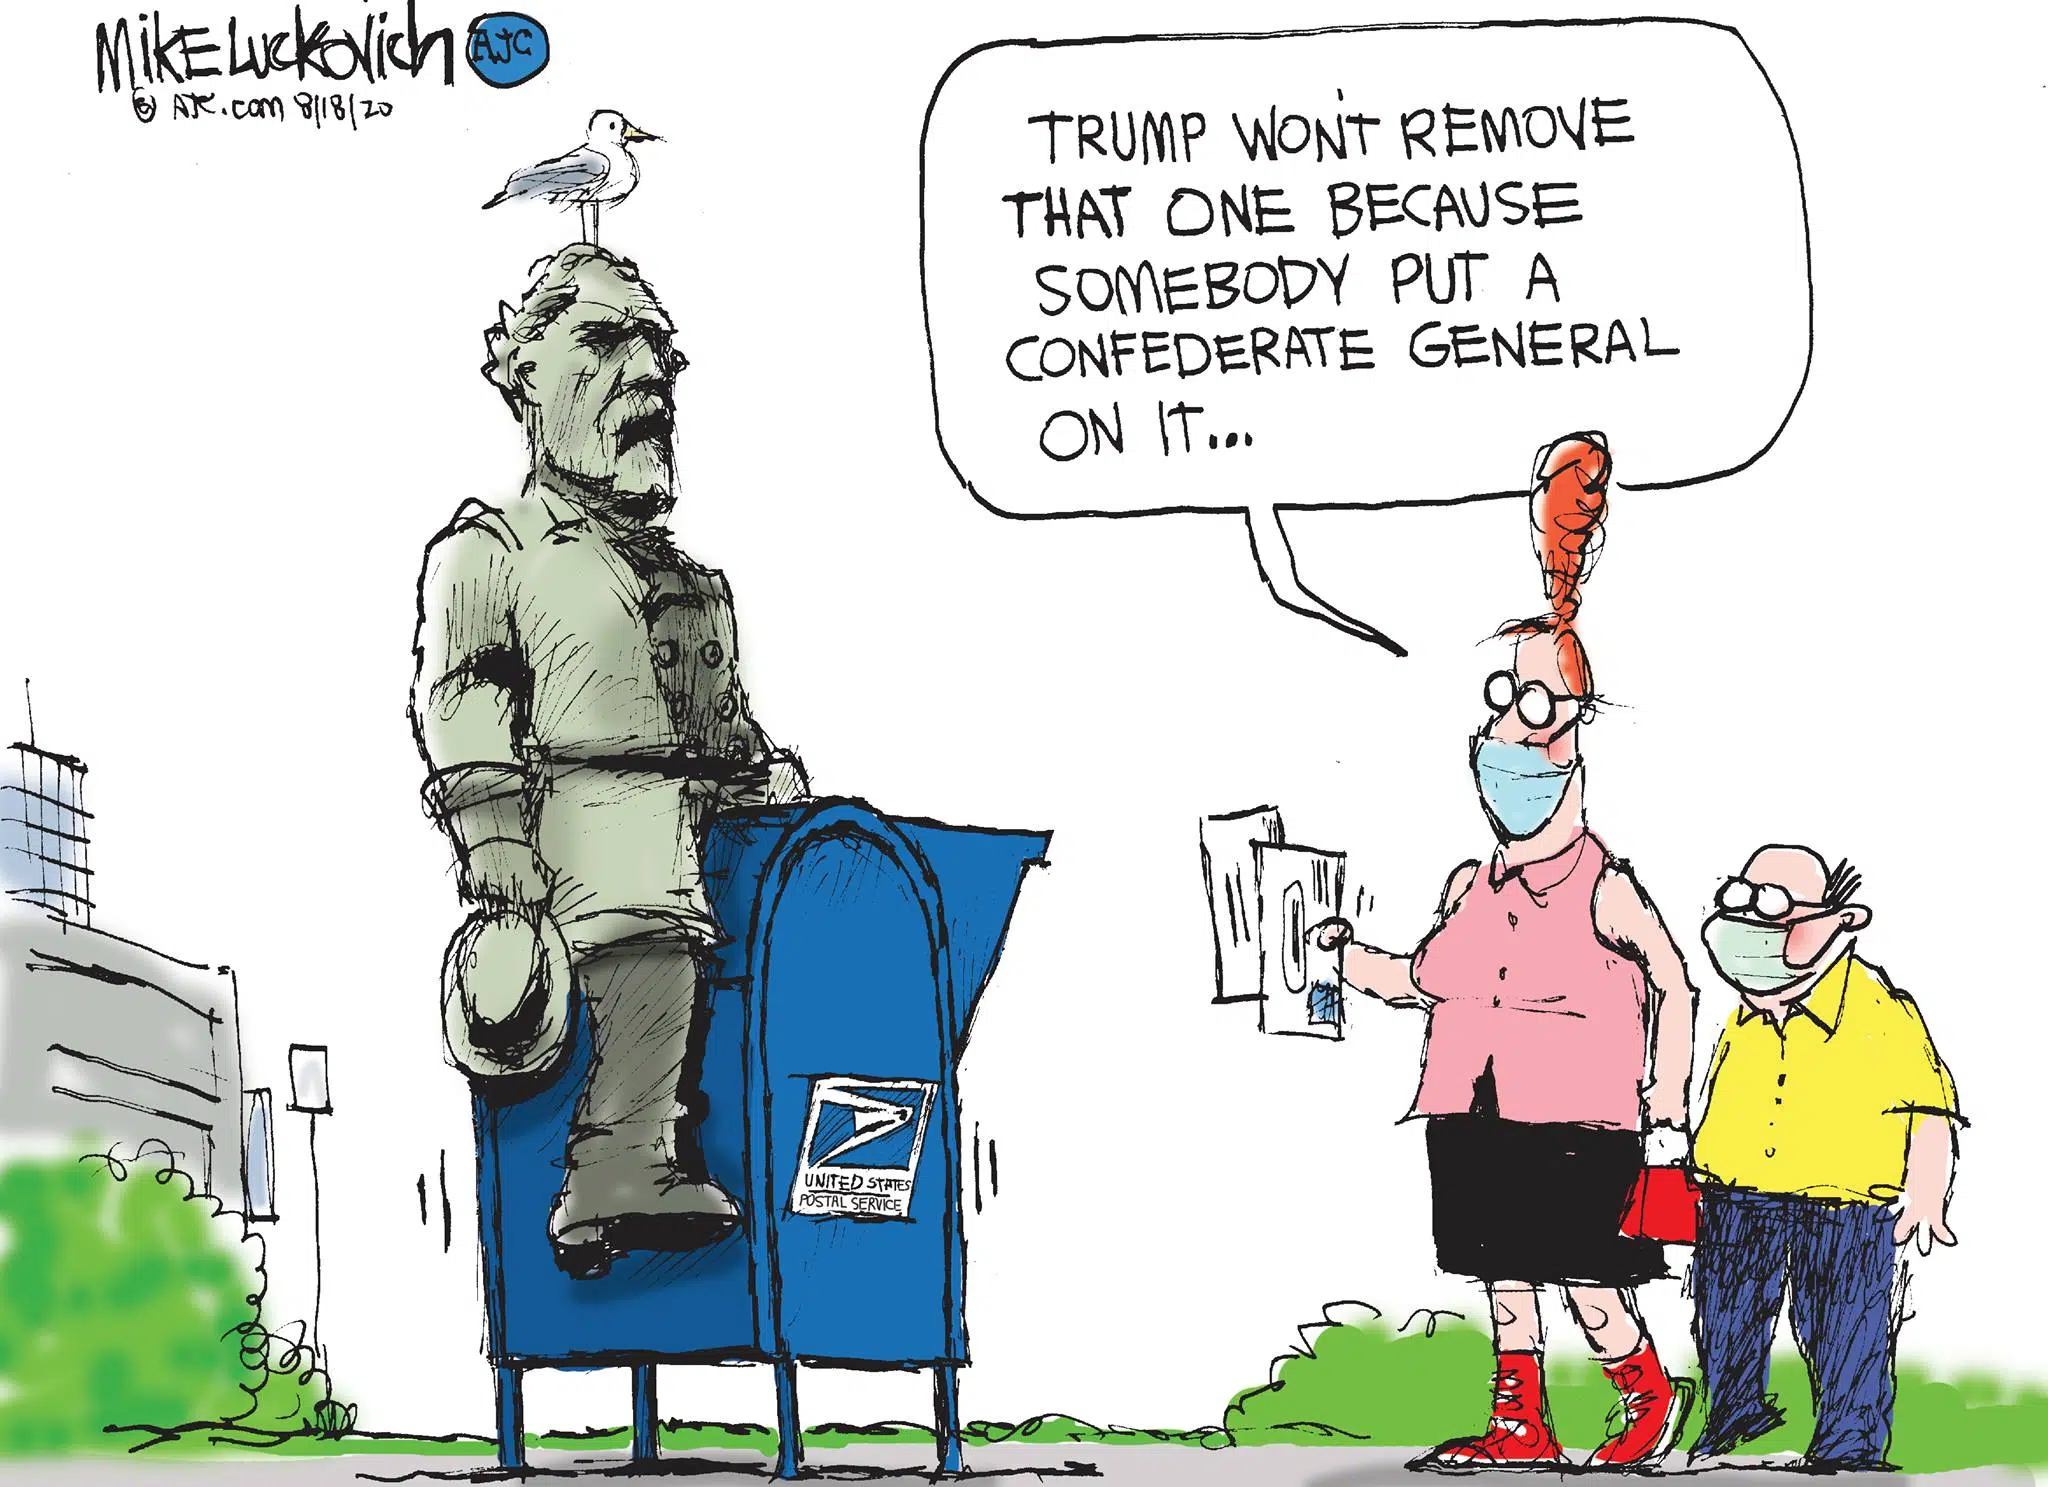 MIKE LUCKOVICH AJC
© AJC.com 8/18/20
TRUMP WON'T REMOVE
THAT ONE BECAUSE
SOMEBODY PUT A
CONFEDERATE GENERAL
ON IT...
UNITED STATES
POSTAL SERVICE